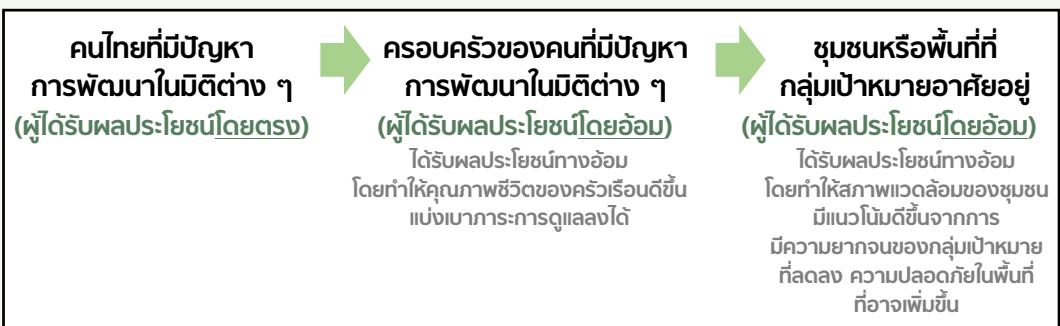 คนไทยที่มีปัญหา
การพัฒนาในมิติต่าง ๆ
(ผู้ได้รับผลประโยชน์โดยตรง)
ครอบครัวของคนที่มีปัญหา
การพัฒนาในมิติต่าง ๆ
(ผู้ได้รับผลประโยชน์โดยอ้อม)
ได้รับผลประโยชน์ทางอ้อม
โดยทำให้คุณภาพชีวิตของครัวเรือนดีขึ้น
แบ่งเบาภาระการดูแลลงได้
ชุมชนหรือพื้นที่ที่
กลุ่มเป้าหมายอาศัยอยู่
(ผู้ได้รับผลประโยชน์โดยอ้อม)
ได้รับผลประโยชน์ทางอ้อม
โดยทำให้สภาพแวดล้อมของชุมชน
มีแนวโน้มดีขึ้นจากการ
มีความยากจนของกลุ่มเป้าหมาย
ที่ลดลง ความปลอดภัยในพื้นที่
ที่อาจเพิ่มขึ้น